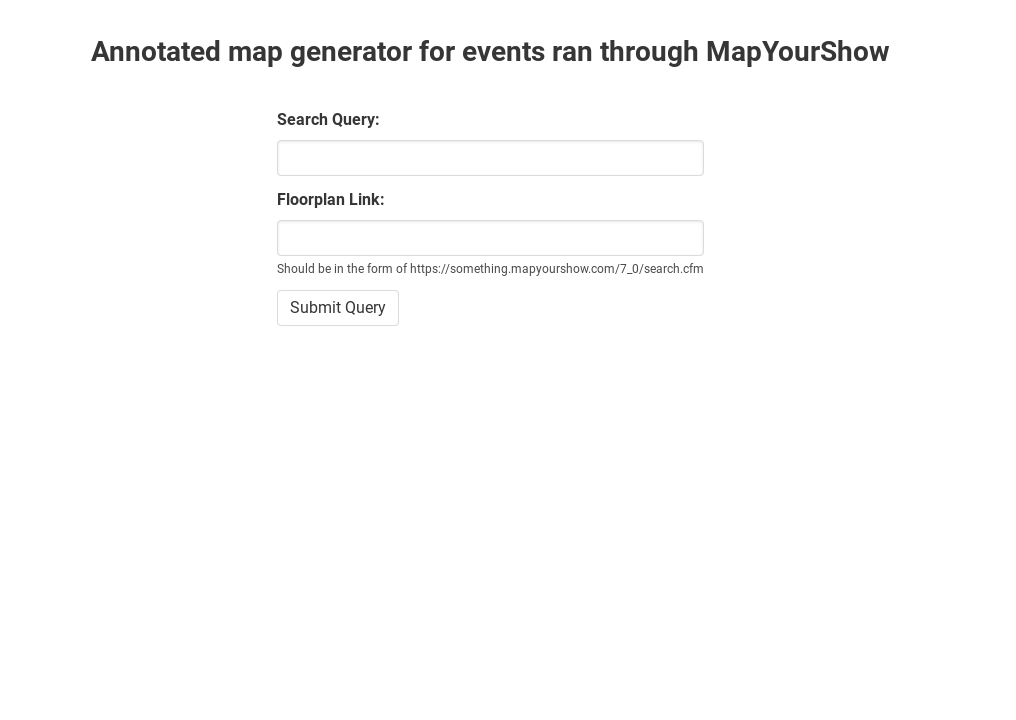 Annotated map generator for events ran through MapYourShow
Search Query:
Floorplan Link:
Should be in the form of https://something.mapyourshow.com/7_0/search.cfm
Submit Query